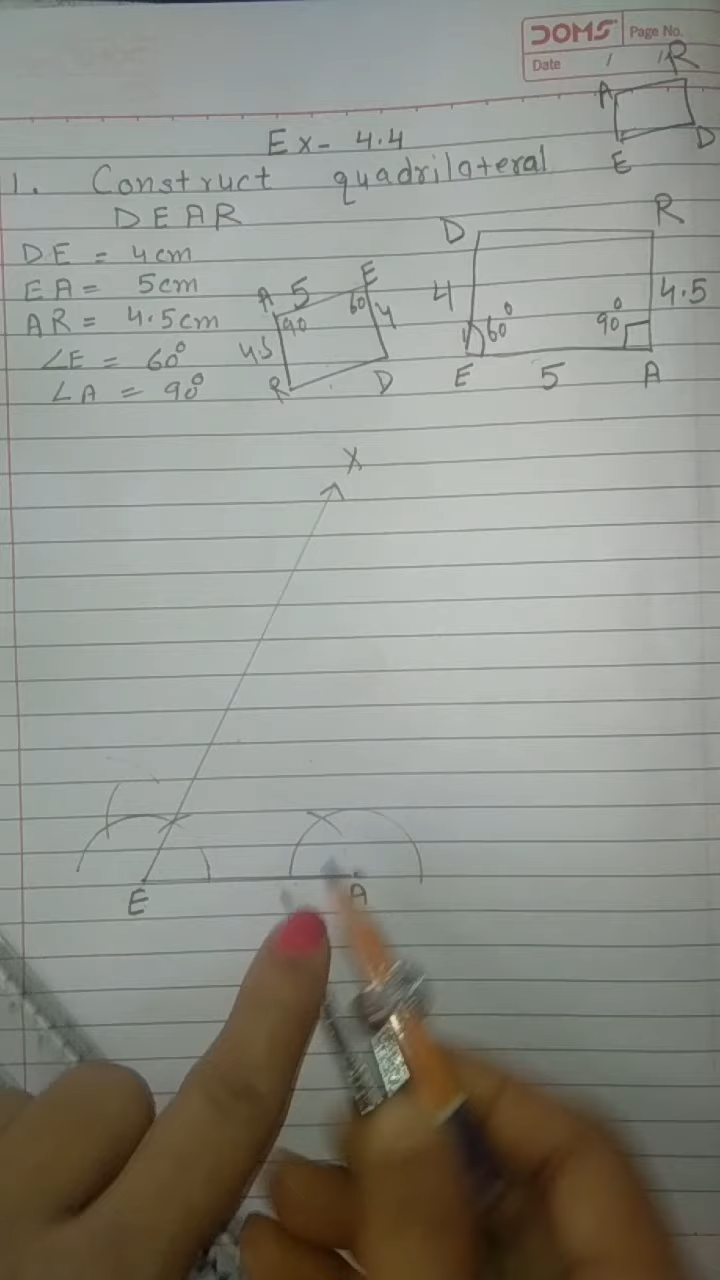 DOMS Page No.
Date / /
R
A
D
E
Ex- 4.4
1. Construct quadrilateral
DEAR
DE = 4cm
EA = 5cm
AR = 4.5cm
∠E = 60°
∠A = 90°
A 5 E
90 60 4
4.5
R D
D R
4 4.5
60° 90°
E 5 A
X
E A